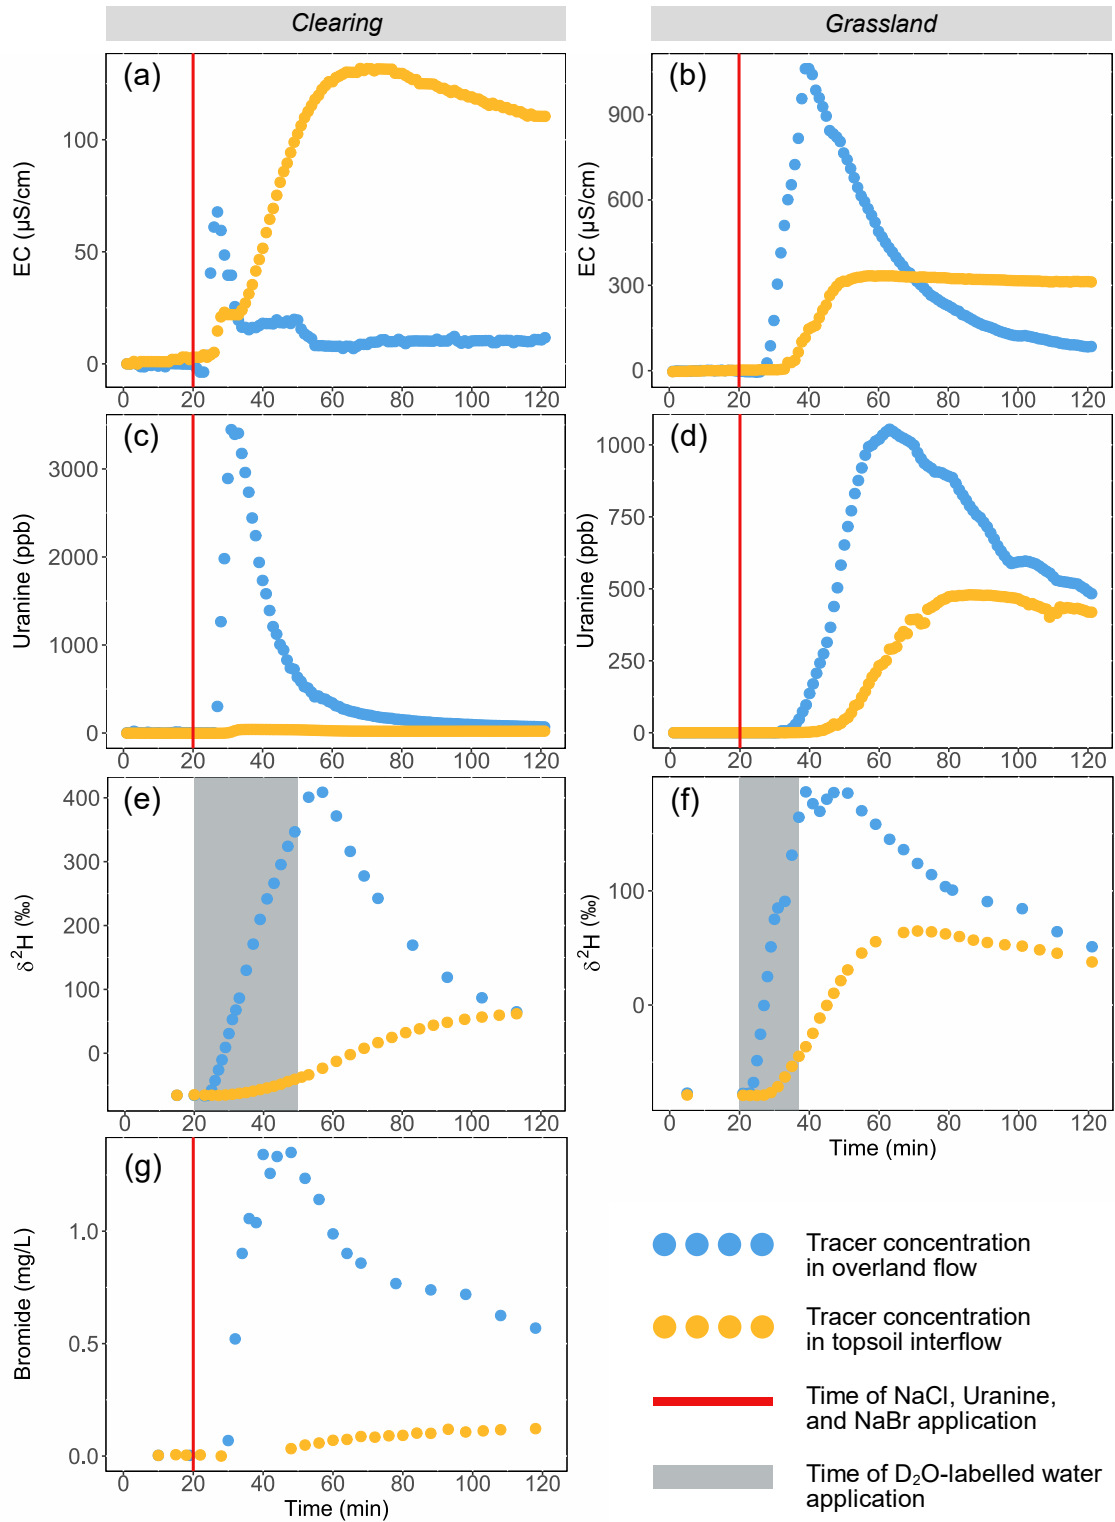 Clearing
Grassland
(a)
EC (µS/cm)
100
50
0
0 20 40 60 80 100 120
(b)
EC (µS/cm)
900
600
300
0
0 20 40 60 80 100 120
(c)
Uranine (ppb)
3000
2000
1000
0
0 20 40 60 80 100 120
(d)
Uranine (ppb)
1000
750
500
250
0
0 20 40 60 80 100 120
(e)
δ²H (‰)
400
300
200
100
0
0 20 40 60 80 100 120
(f)
δ²H (‰)
100
0
0 20 40 60 80 100 120
Time (min)
(g)
Bromide (mg/L)
1.0
0.5
0.0
0 20 40 60 80 100 120
Time (min)
Tracer concentration
in overland flow
Tracer concentration
in topsoil interflow
Time of NaCl, Uranine,
and NaBr application
Time of D₂O-labelled water
application